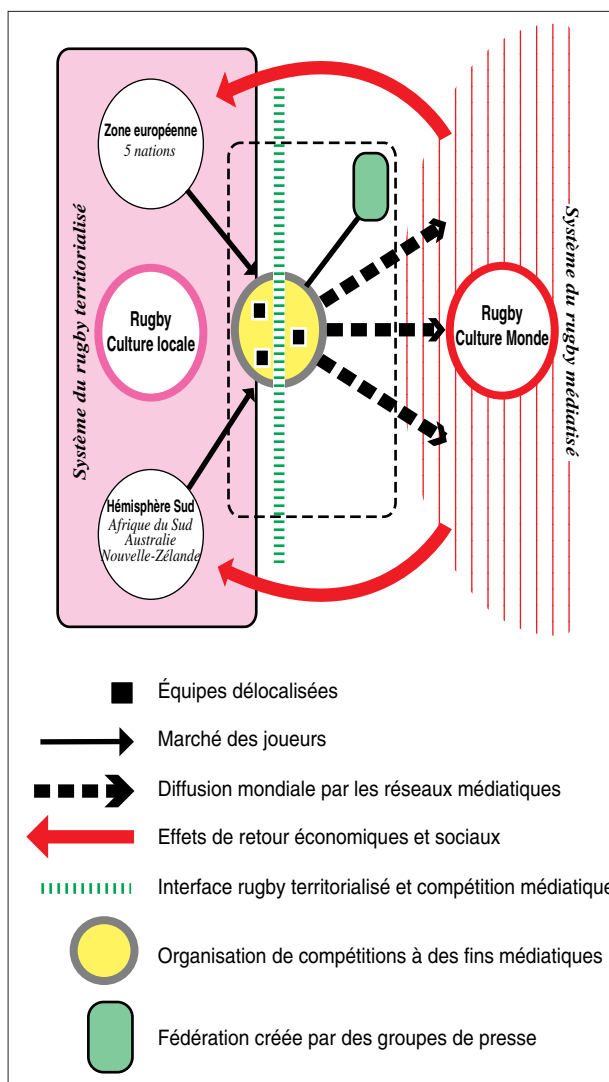 Zone européenne
5 nations
Système du rugby territorialisé
Rugby
Culture locale
Rugby
Culture Monde
Système du rugby médiatisé
Hémisphère Sud
Afrique du Sud
Australie
Nouvelle-Zélande
Équipes délocalisées
Marché des joueurs
Diffusion mondiale par les réseaux médiatiques
Effets de retour économiques et sociaux
Interface rugby territorialisé et compétition médiatique
Organisation de compétitions à des fins médiatiques
Fédération créée par des groupes de presse